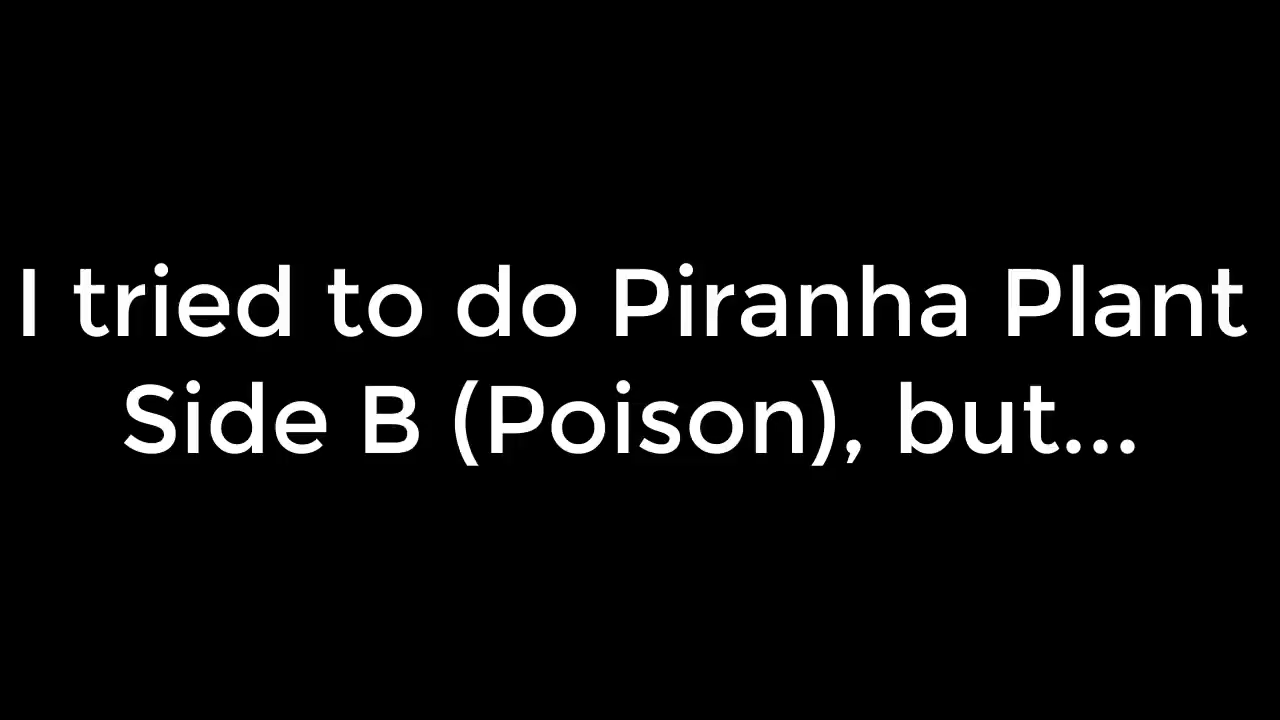 I tried to do Piranha Plant
Side B (Poison), but...